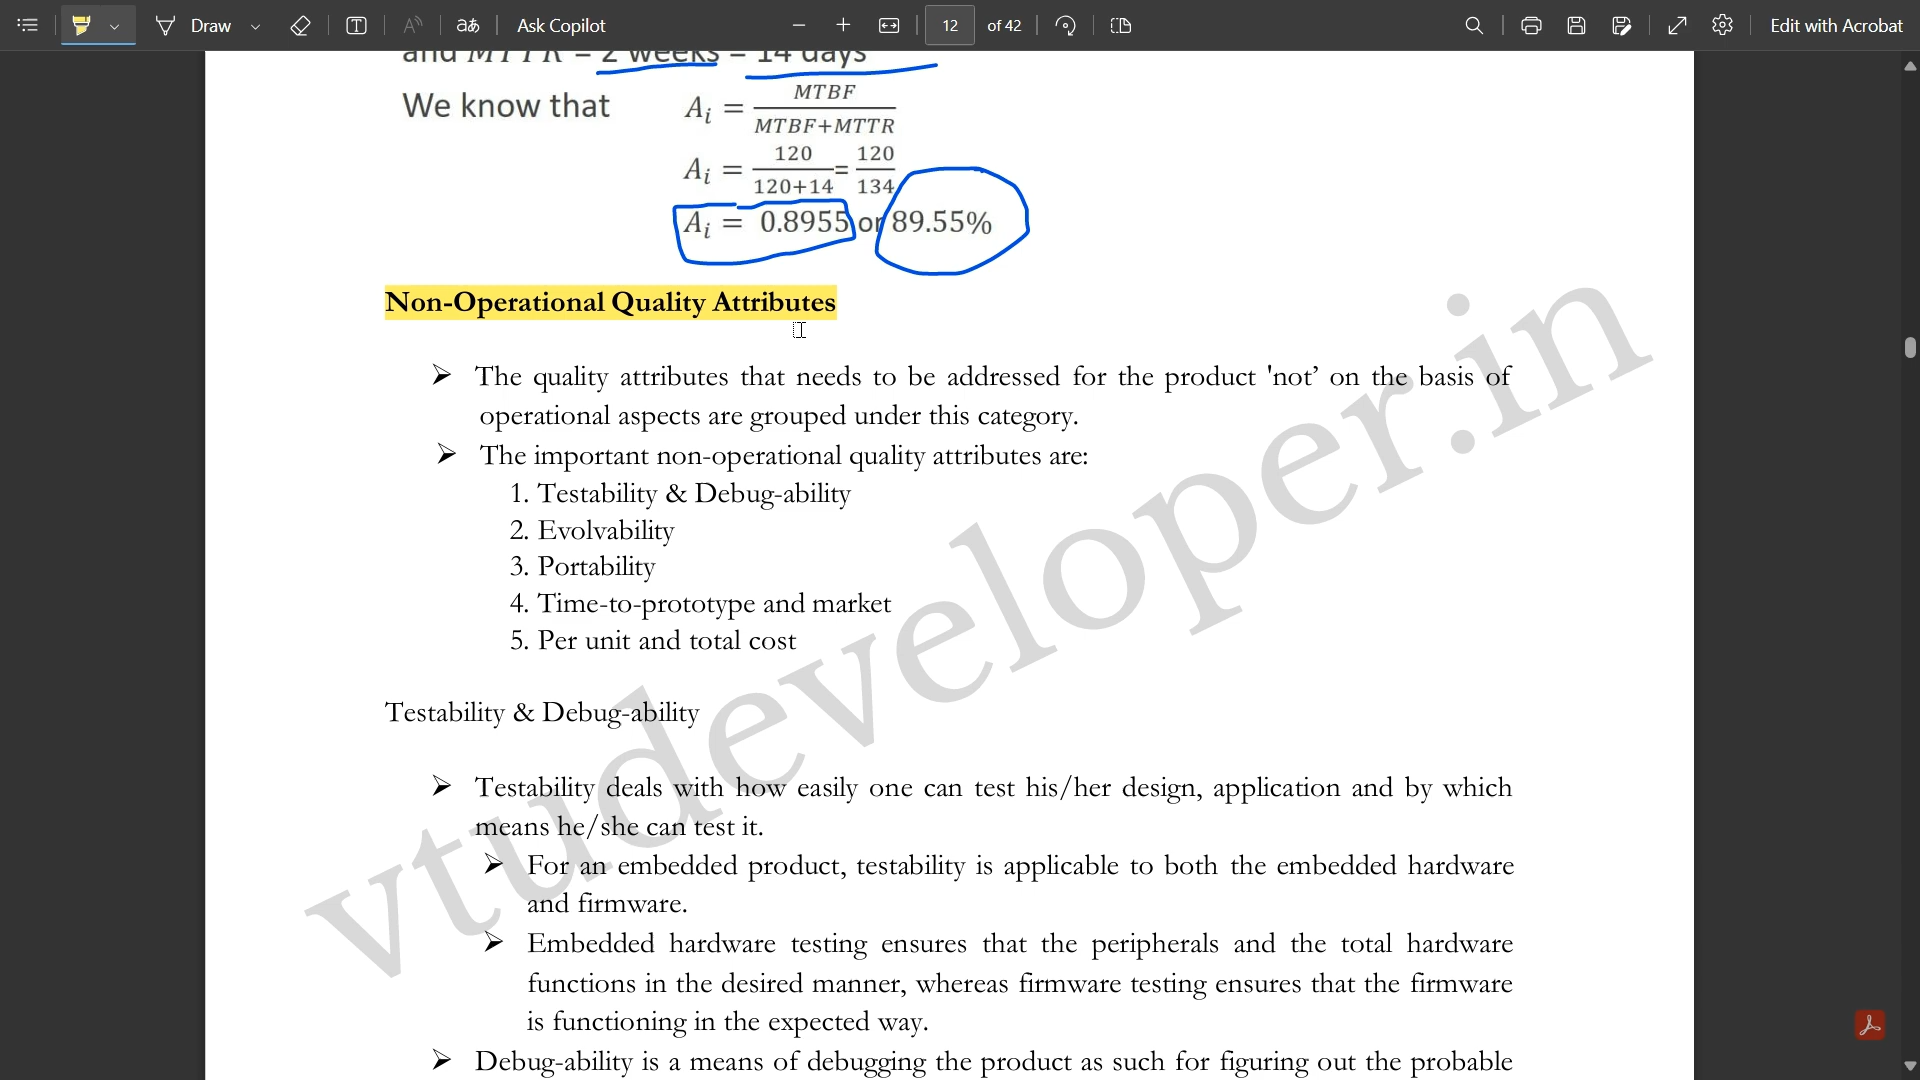 Draw
Ask Copilot
12 of 42
Edit with Acrobat
and MTTR = 2 weeks = 14 days
We know that A_i = MTBF / MTBF+MTTR
A_i = 120 / 120+14 = 120 / 134
A_i = 0.8955 or 89.55%
Non-Operational Quality Attributes
➢ The quality attributes that needs to be addressed for the product 'not’ on the basis of
operational aspects are grouped under this category.
➢ The important non-operational quality attributes are:
1. Testability & Debug-ability
2. Evolvability
3. Portability
4. Time-to-prototype and market
5. Per unit and total cost
Testability & Debug-ability
➢ Testability deals with how easily one can test his/her design, application and by which
means he/she can test it.
➢ For an embedded product, testability is applicable to both the embedded hardware
and firmware.
➢ Embedded hardware testing ensures that the peripherals and the total hardware
functions in the desired manner, whereas firmware testing ensures that the firmware
is functioning in the expected way.
➢ Debug-ability is a means of debugging the product as such for figuring out the probable
vtudeveloper.in